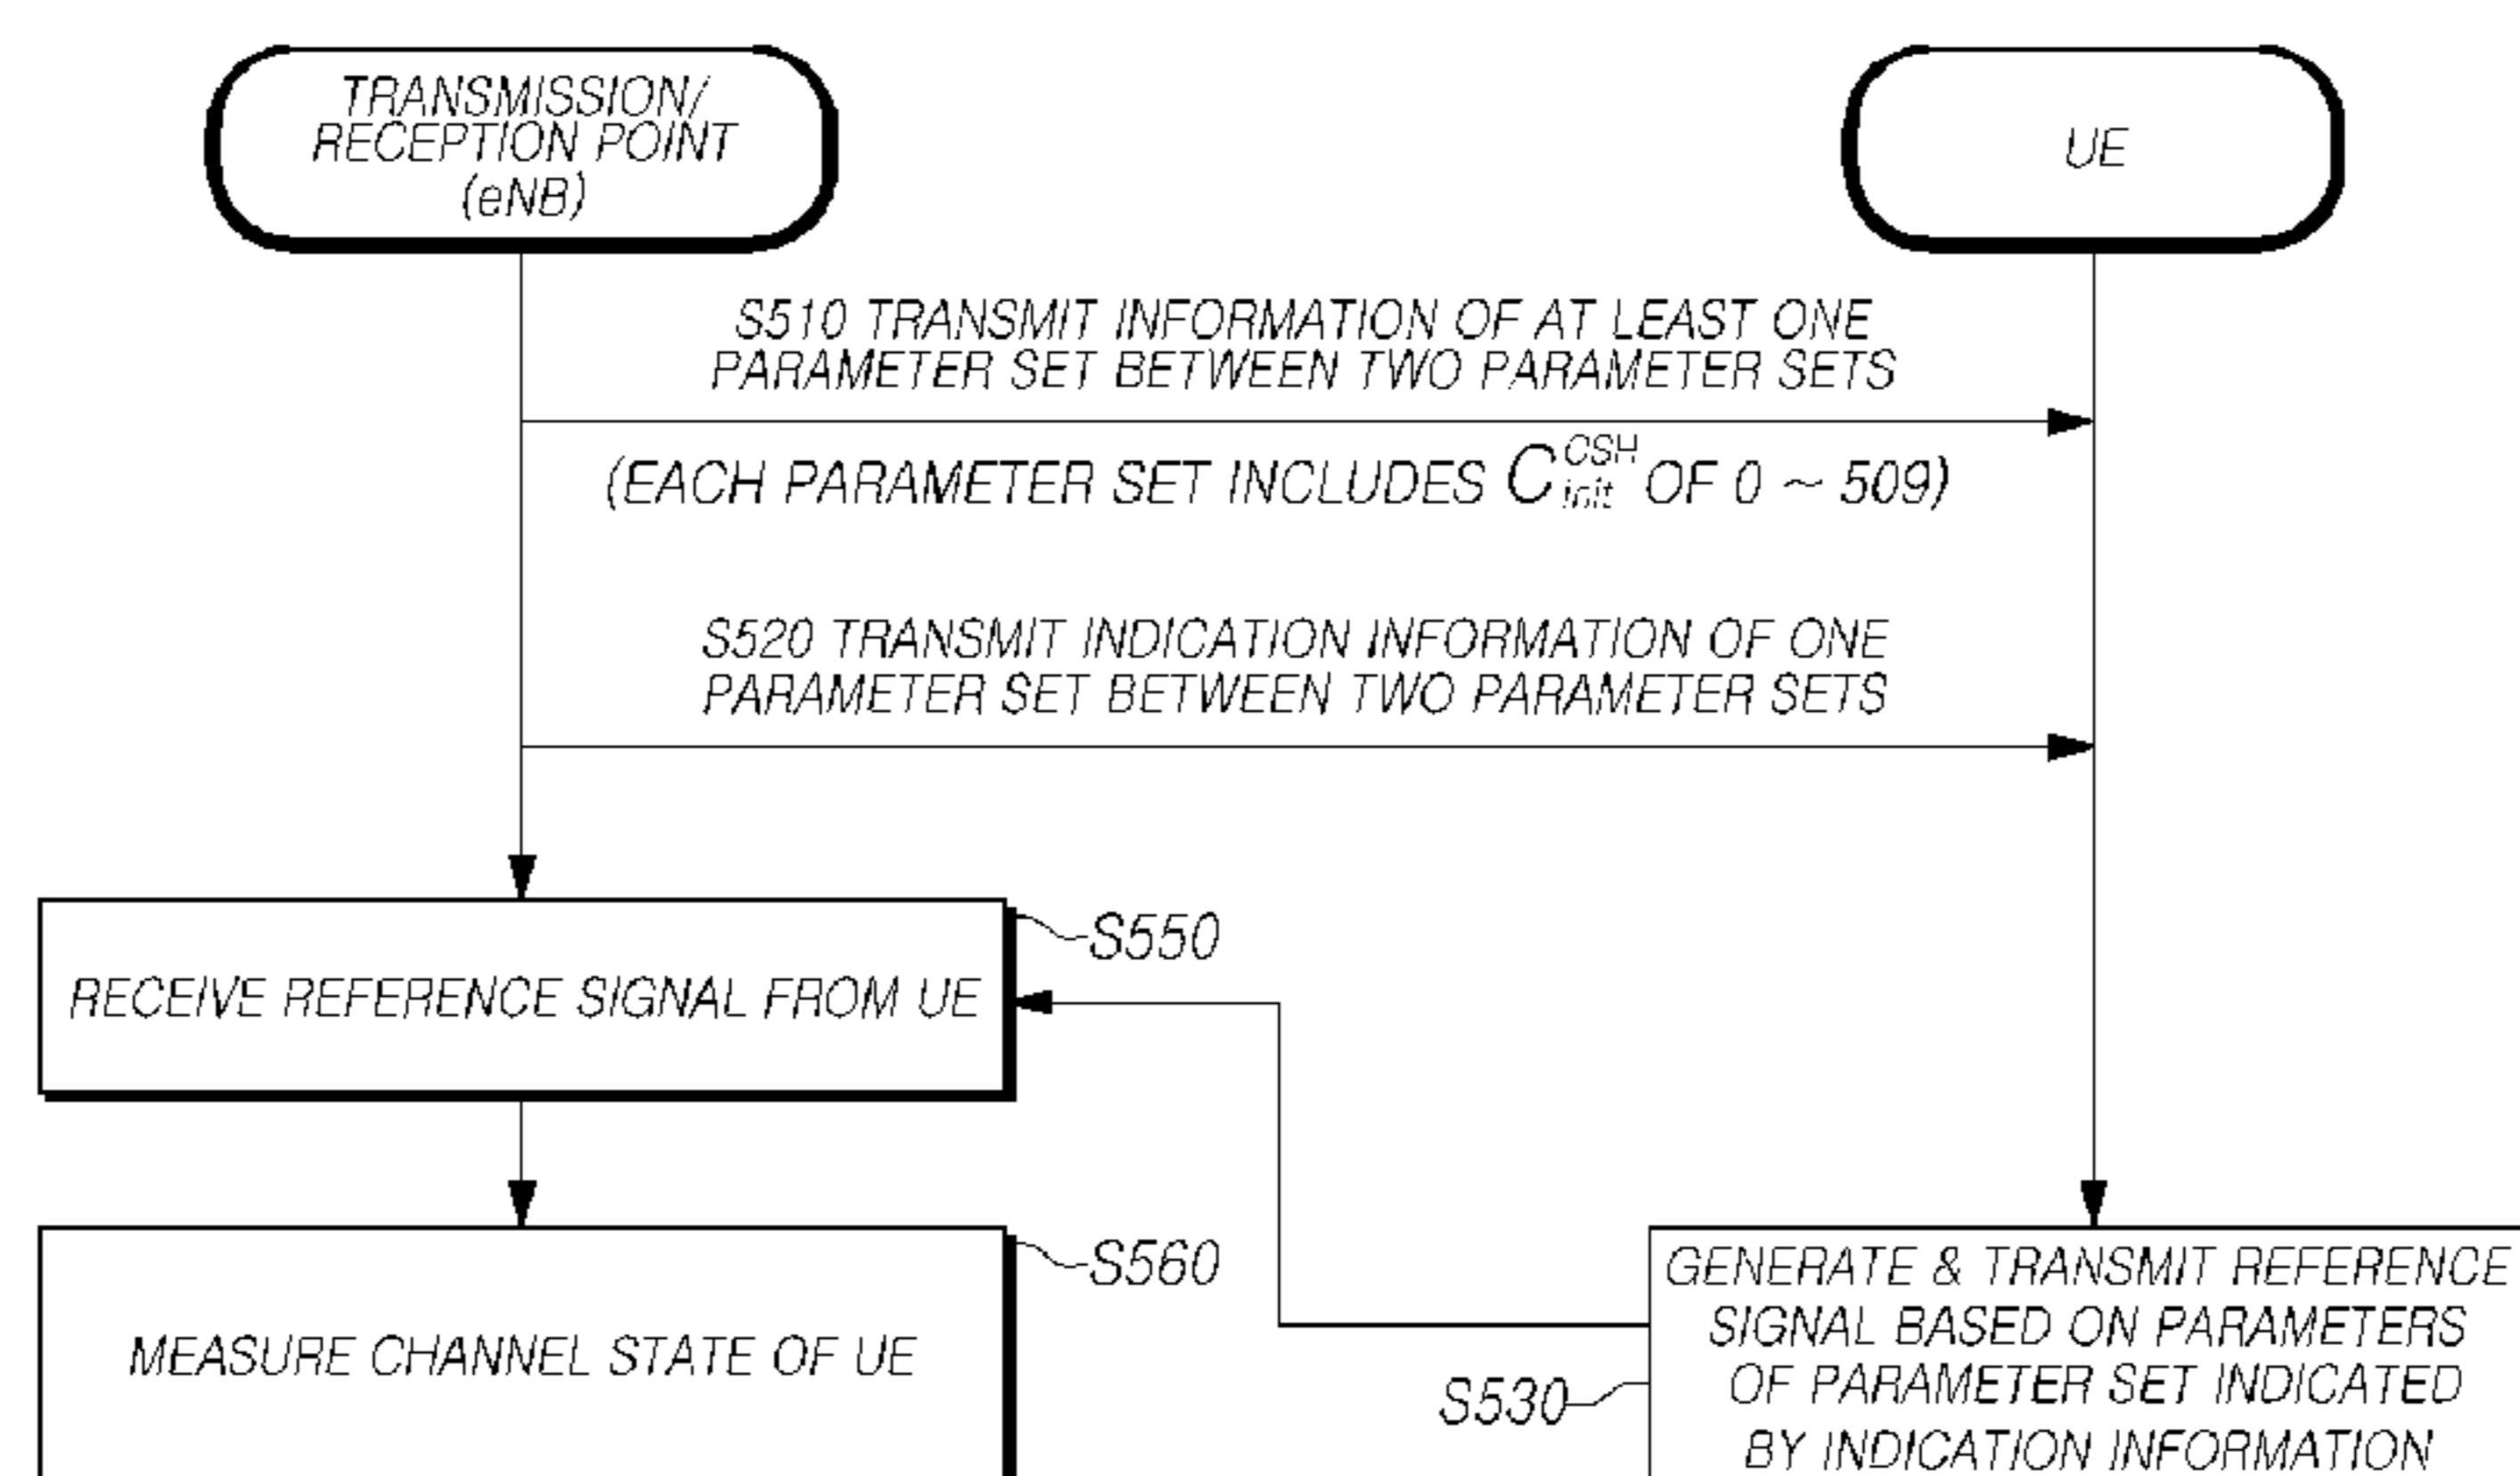 TRANSMISSION/
RECEPTION POINT
(eNB)
UE
S510 TRANSMIT INFORMATION OF AT LEAST ONE
PARAMETER SET BETWEEN TWO PARAMETER SETS
(EACH PARAMETER SET INCLUDES C init CSH OF 0 ~ 509)
S520 TRANSMIT INDICATION INFORMATION OF ONE
PARAMETER SET BETWEEN TWO PARAMETER SETS
S550
RECEIVE REFERENCE SIGNAL FROM UE
S560
MEASURE CHANNEL STATE OF UE
GENERATE & TRANSMIT REFERENCE
SIGNAL BASED ON PARAMETERS
OF PARAMETER SET INDICATED
BY INDICATION INFORMATION
S530